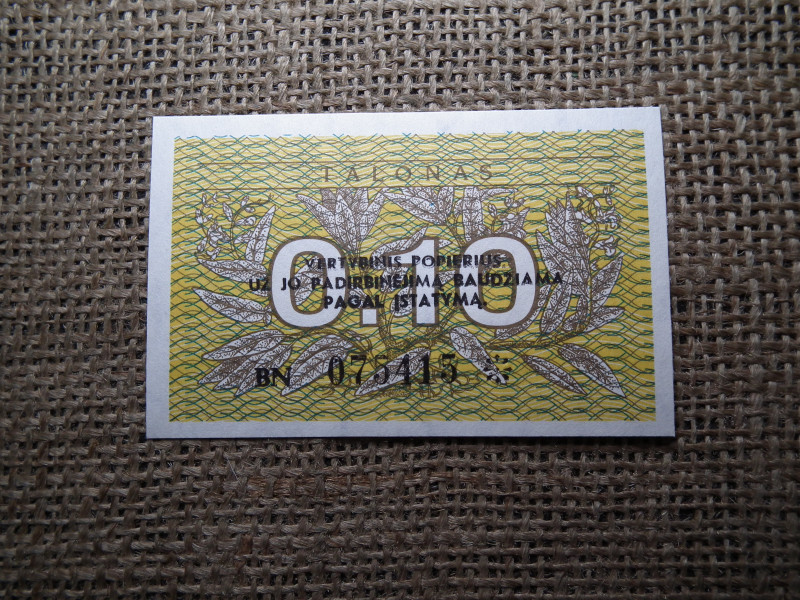 TALONAS
0.10
VERTYBINIS POPIERIUS-
UŽ JO PADIRBINĖJIMĄ BAUDŽIAMA
PAGAL ĮSTATYMĄ.
BN 075415